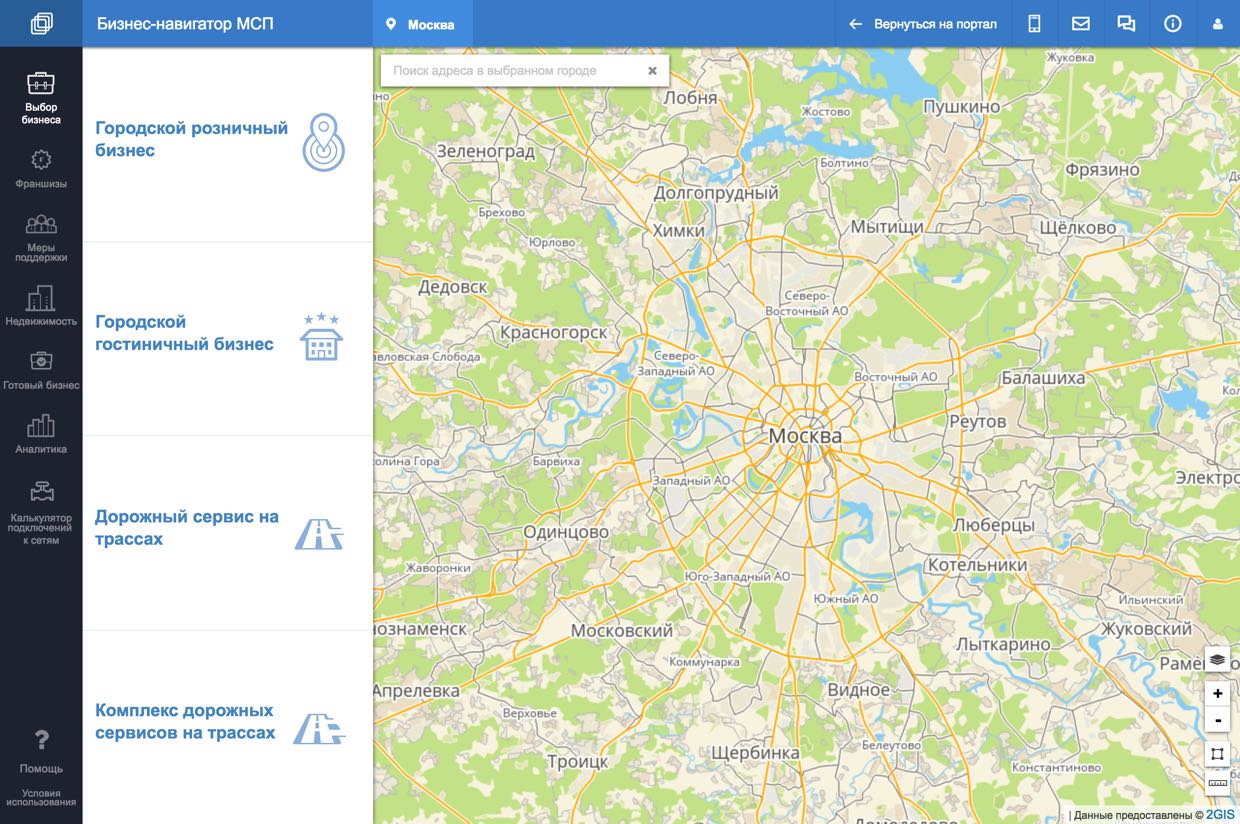 Бизнес-навигатор МСП
Москва
Вернуться на портал
Выбор
бизнеса
Франшизы
Меры
поддержки
Недвижимость
Готовый бизнес
Аналитика
Калькулятор
подключений
к сетям
?
Помощь
Условия
использования
Городской розничный
бизнес
Городской
гостиничный бизнес
Дорожный сервис на
трассах
Комплекс дорожных
сервисов на трассах
Поиск адреса в выбранном городе
Жуковка
Лобня
Жостово
Пушкино
Зеленоград
Болтино
Фрязино
Долгопрудный
Брехово
Химки
Мытищи
Щёлково
Юрлово
Дедовск
Северо-
Восточный АО
Красногорск
авловская Слобода
Северо-
Западный АО
Восточный АО
Балашиха
Реутов
Москва
колина Гора
Барвиха
Западный АО
Электро
Одинцово
Люберцы
Жаворонки
Юго-Западный АО
Котельники
Южный АО
Ильинский
нознаменск
Московский
Жуковский
Лыткарино
Коммунарка
Раме
Апрелевка
Видное
Верховье
Белеутово
Щербинка
Троицк
Константиново
Домодедово
+
-
| Данные предоставлены © 2GIS